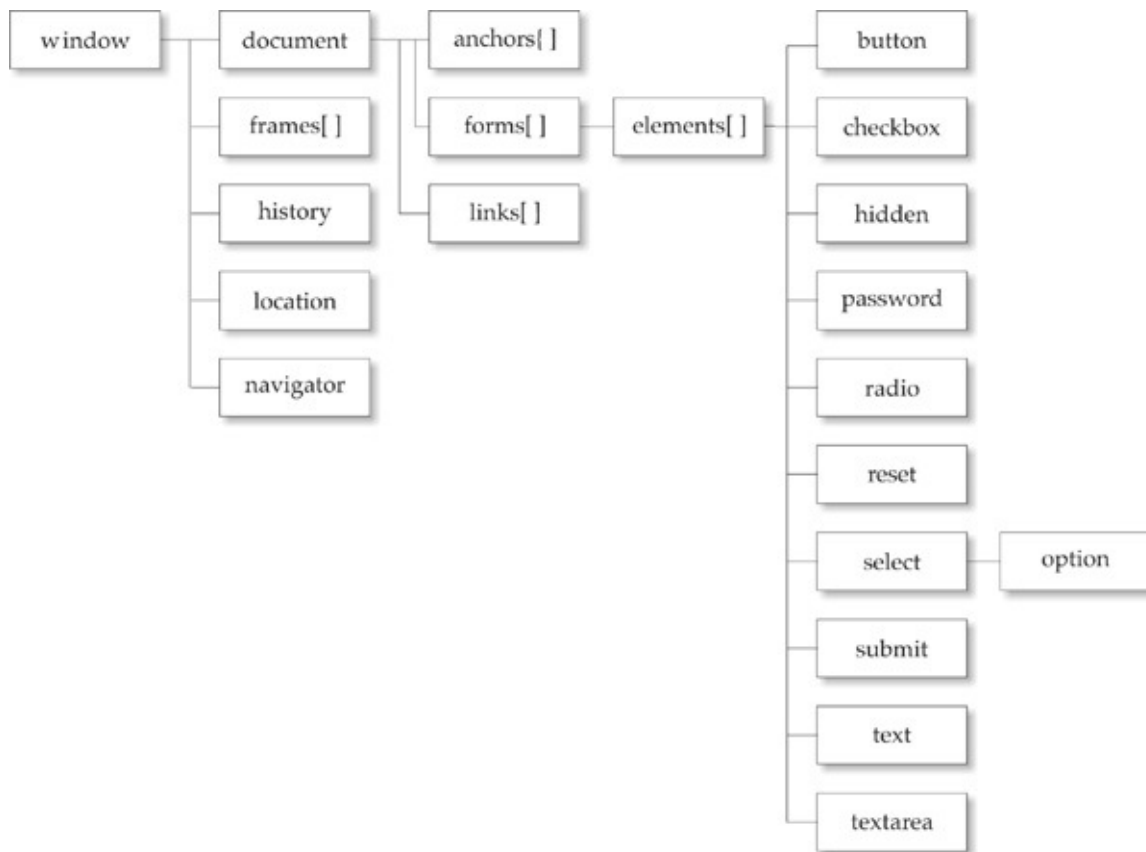 window
document
anchors{ ]
button
frames[ ]
forms[ ]
elements[ ]
checkbox
history
links[ ]
hidden
location
password
navigator
radio
reset
select
option
submit
text
textarea